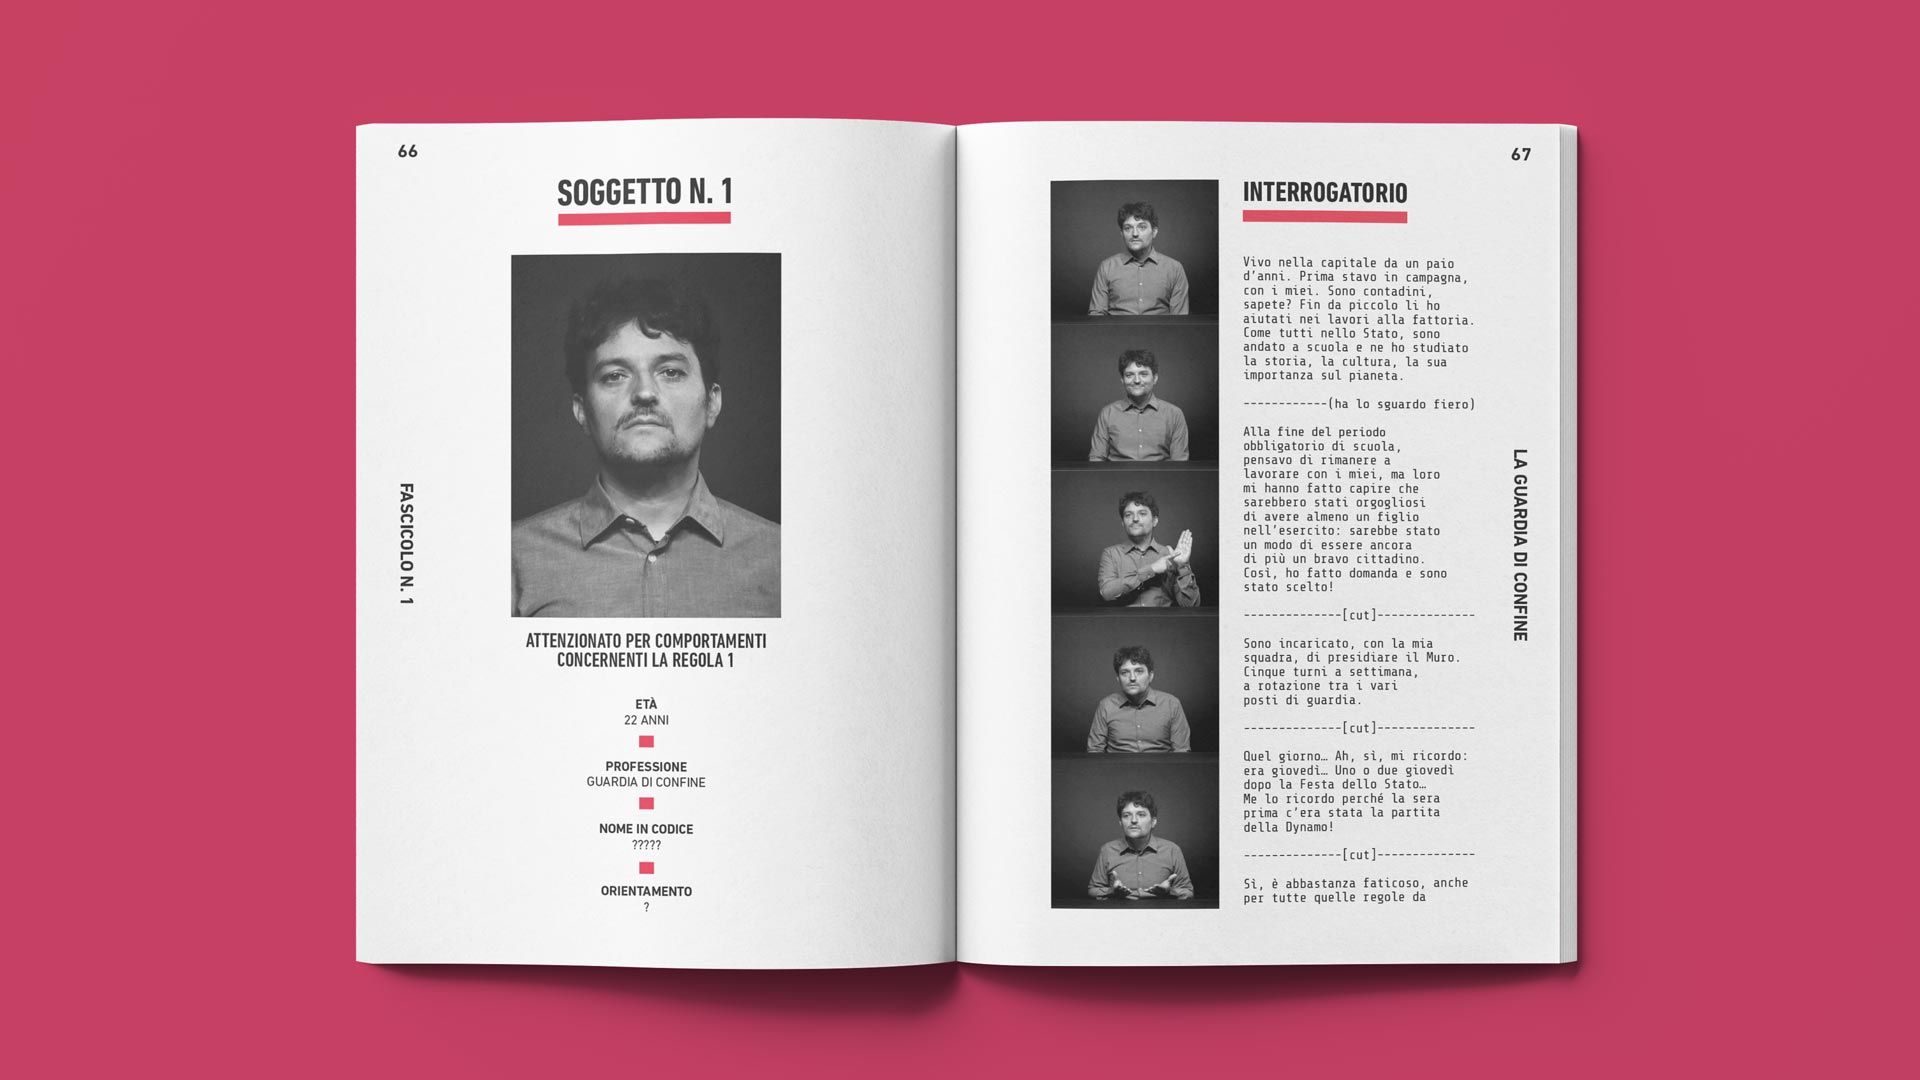 66
SOGGETTO N. 1
FASCICOLO N. 1
ATTENZIONATO PER COMPORTAMENTI
CONCERNENTI LA REGOLA 1
ETÀ
22 ANNI
PROFESSIONE
GUARDIA DI CONFINE
NOME IN CODICE
?????
ORIENTAMENTO
?
67
INTERROGATORIO
Vivo nella capitale da un paio
d’anni. Prima stavo in campagna,
con i miei. Sono contadini,
sapete? Fin da piccolo li ho
aiutati nei lavori alla fattoria.
Come tutti nello Stato, sono
andato a scuola e ne ho studiato
la storia, la cultura, la sua
importanza sul pianeta.
------------(ha lo sguardo fiero)
Alla fine del periodo
obbligatorio di scuola,
pensavo di rimanere a
lavorare con i miei, ma loro
mi hanno fatto capire che
sarebbero stati orgogliosi
di avere almeno un figlio
nell’esercito: sarebbe stato
un modo di essere ancora
di più un bravo cittadino.
Così, ho fatto domanda e sono
stato scelto!
--------------[cut]--------------
Sono incaricato, con la mia
squadra, di presidiare il Muro.
Cinque turni a settimana,
a rotazione tra i vari
posti di guardia.
--------------[cut]--------------
Quel giorno… Ah, sì, mi ricordo:
era giovedì… Uno o due giovedì
dopo la Festa dello Stato…
Me lo ricordo perché la sera
prima c’era stata la partita
della Dynamo!
--------------[cut]--------------
Sì, è abbastanza faticoso, anche
per tutte quelle regole da
LA GUARDIA DI CONFINE